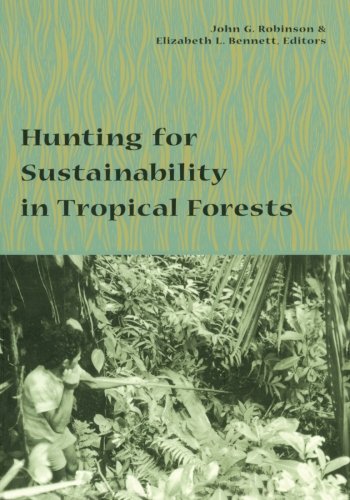 John G. Robinson &
Elizabeth L. Bennett, Editors
Hunting for
Sustainability
in Tropical Forests